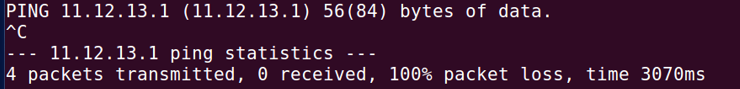 PING 11.12.13.1 (11.12.13.1) 56(84) bytes of data.
^C
--- 11.12.13.1 ping statistics ---
4 packets transmitted, 0 received, 100% packet loss, time 3070ms